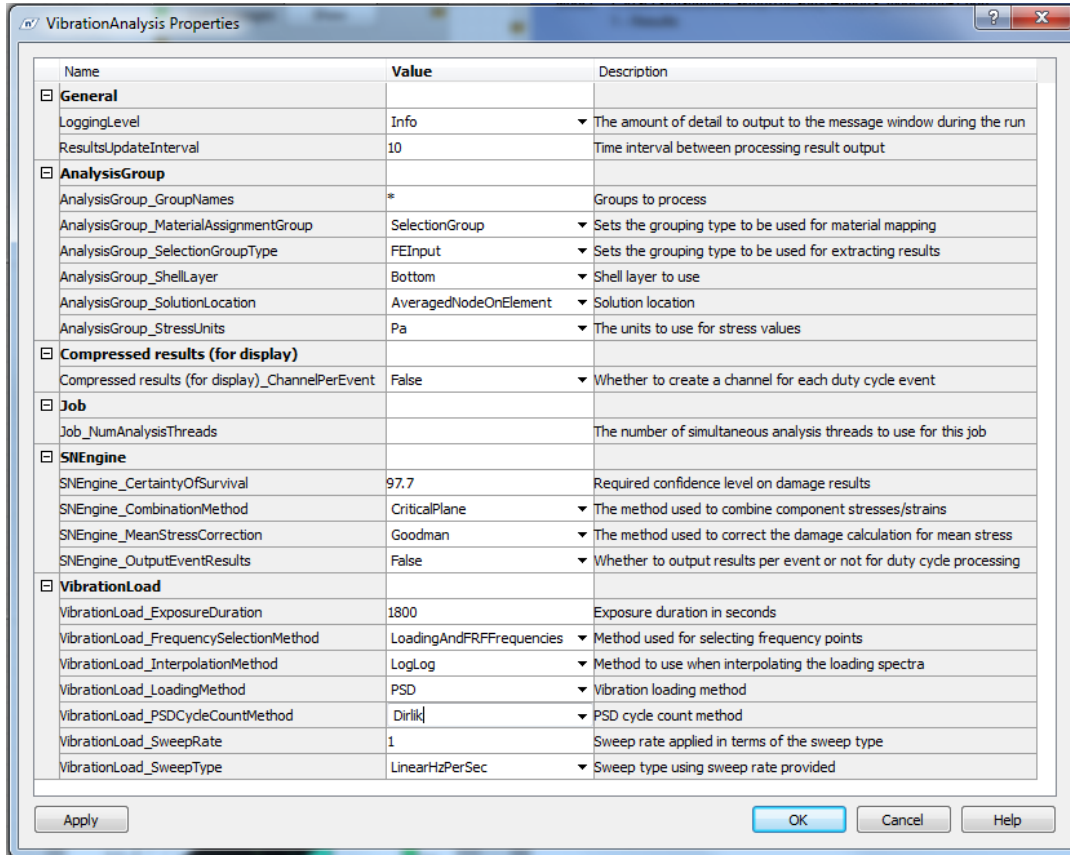 VibrationAnalysis Properties
Name Value Description
General
LoggingLevel Info The amount of detail to output to the message window during the run
ResultsUpdateInterval 10 Time interval between processing result output
AnalysisGroup
AnalysisGroup_GroupNames * Groups to process
AnalysisGroup_MaterialAssignmentGroup SelectionGroup Sets the grouping type to be used for material mapping
AnalysisGroup_SelectionGroupType FEInput Sets the grouping type to be used for extracting results
AnalysisGroup_ShellLayer Bottom Shell layer to use
AnalysisGroup_SolutionLocation AveragedNodeOnElement Solution location
AnalysisGroup_StressUnits Pa The units to use for stress values
Compressed results (for display)
Compressed results (for display)_ChannelPerEvent False Whether to create a channel for each duty cycle event
Job
Job_NumAnalysisThreads The number of simultaneous analysis threads to use for this job
SNEngine
SNEngine_CertaintyOfSurvival 97.7 Required confidence level on damage results
SNEngine_CombinationMethod CriticalPlane The method used to combine component stresses/strains
SNEngine_MeanStressCorrection Goodman The method used to correct the damage calculation for mean stress
SNEngine_OutputEventResults False Whether to output results per event or not for duty cycle processing
VibrationLoad
VibrationLoad_ExposureDuration 1800 Exposure duration in seconds
VibrationLoad_FrequencySelectionMethod LoadingAndFRFFrequencies Method used for selecting frequency points
VibrationLoad_InterpolationMethod LogLog Method to use when interpolating the loading spectra
VibrationLoad_LoadingMethod PSD Vibration loading method
VibrationLoad_PSDCycleCountMethod Dirlik PSD cycle count method
VibrationLoad_SweepRate 1 Sweep rate applied in terms of the sweep type
VibrationLoad_SweepType LinearHzPerSec Sweep type using sweep rate provided
Apply OK Cancel Help